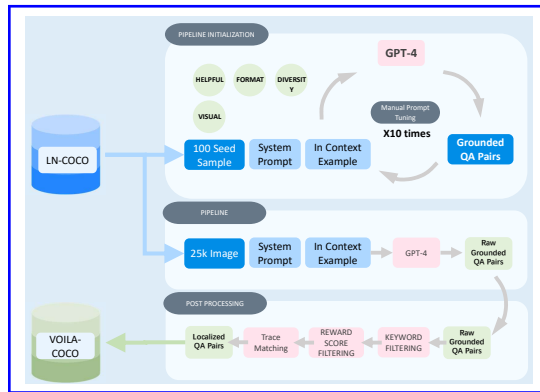 PIPELINE INITIALIZATION
GPT-4
HELPFUL
FORMAT
DIVERSIT
Y
VISUAL
Manual Prompt
Tuning
X10 times
LN-COCO
100 Seed
Sample
System
Prompt
In Context
Example
Grounded
QA Pairs
PIPELINE
25k Image
System
Prompt
In Context
Example
GPT-4
Raw
Grounded
QA Pairs
POST PROCESSING
VOILA-
COCO
Localized
QA Pairs
Trace
Matching
REWARD
SCORE
FILTERING
KEYWORD
FILTERING
Raw
Grounded
QA Pairs